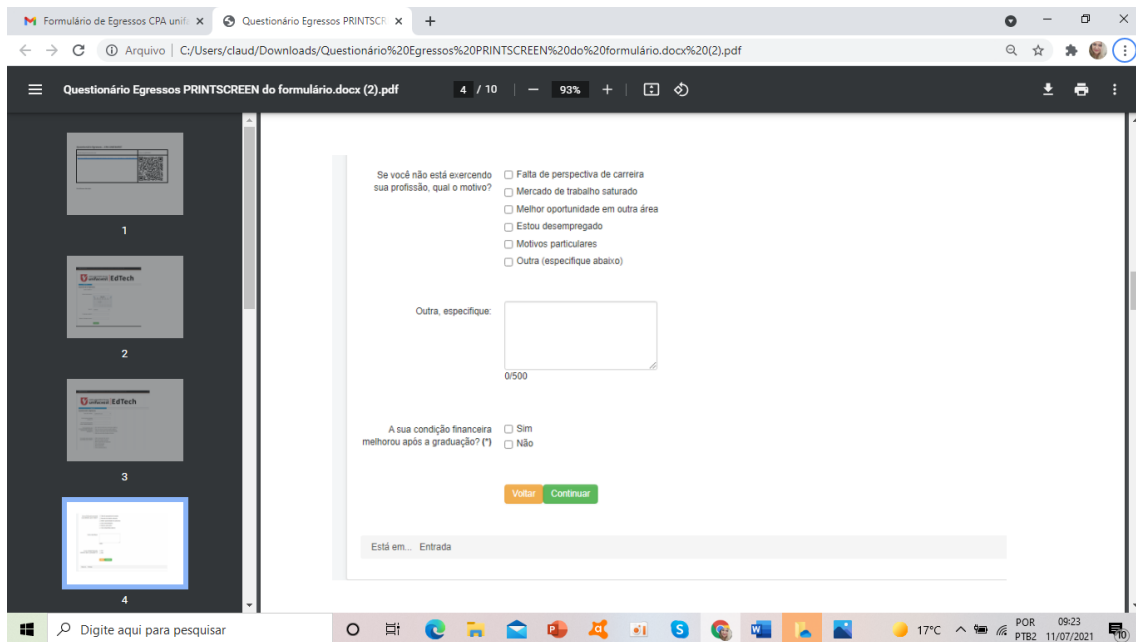 Formulário de Egressos CPA unif
Questionário Egressos PRINTSCR
Arquivo
C:/Users/claud/Downloads/Questionário%20Egressos%20PRINTSCREEN%20do%20formulário.docx%20(2).pdf
Questionário Egressos PRINTSCREEN do formulário.docx (2).pdf
4 / 10
93%
1
EdTech
2
EdTech
3
4
Se você não está exercendo
sua profissão, qual o motivo?
Falta de perspectiva de carreira
Mercado de trabalho saturado
Melhor oportunidade em outra área
Estou desempregado
Motivos particulares
Outra (especifique abaixo)
Outra, especifique:
0/500
A sua condição financeira
melhorou após a graduação? (*)
Sim
Não
Voltar
Continuar
Está em... Entrada
Digite aqui para pesquisar
17°C
POR
PTB2
09:23
11/07/2021